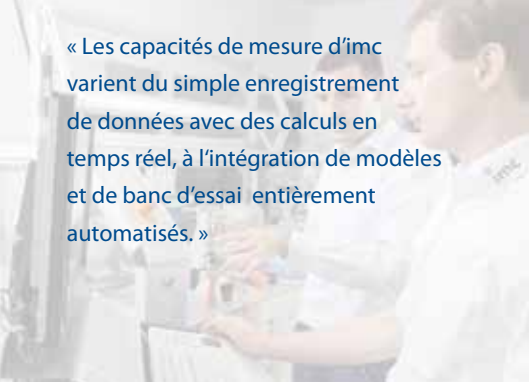 « Les capacités de mesure d’imc
varient du simple enregistrement
de données avec des calculs en
temps réel, à l‘intégration de modèles
et de banc d’essai  entièrement
automatisés. »
imc